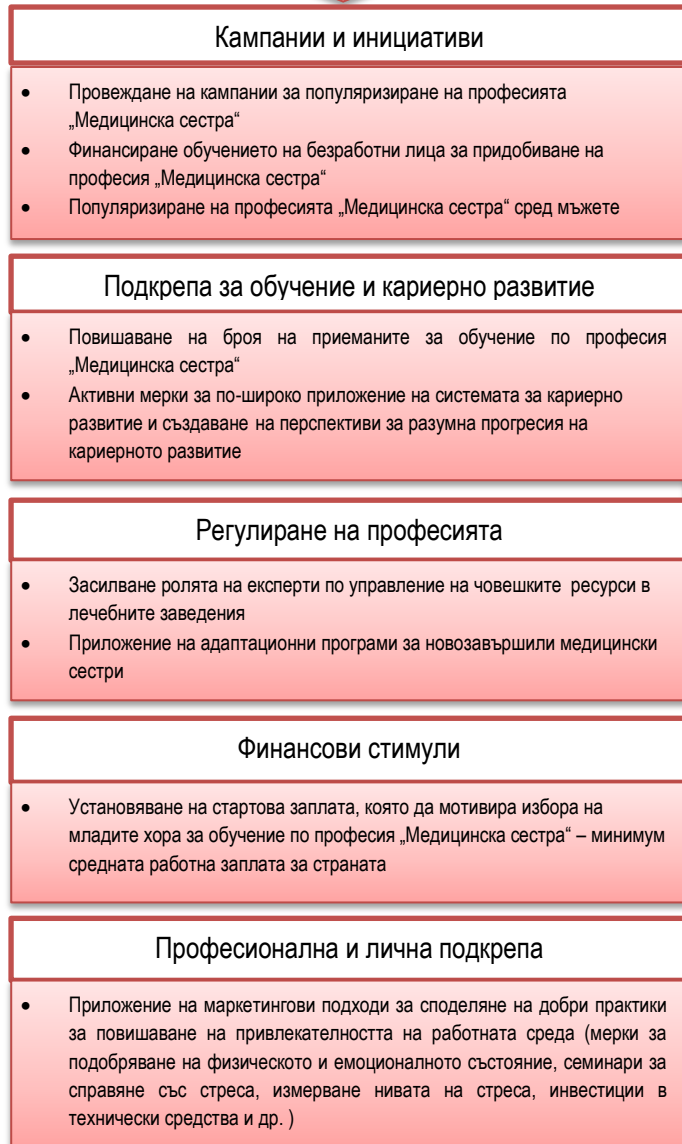 Кампании и инициативи
• Провеждане на кампании за популяризиране на професията
„Медицинска сестра“
• Финансиране обучението на безработни лица за придобиване на
професия „Медицинска сестра“
• Популяризиране на професията „Медицинска сестра“ сред мъжете
Подкрепа за обучение и кариерно развитие
• Повишаване на броя на приеманите за обучение по професия
„Медицинска сестра“
• Активни мерки за по-широко приложение на системата за кариерно
развитие и създаване на перспективи за разумна прогресия на
кариерното развитие
Регулиране на професията
• Засилване ролята на експерти по управление на човешките ресурси в
лечебните заведения
• Приложение на адаптационни програми за новозавършили медицински
сестри
Финансови стимули
• Установяване на стартова заплата, която да мотивира избора на
младите хора за обучение по професия „Медицинска сестра“ – минимум
средната работна заплата за страната
Професионална и лична подкрепа
• Приложение на маркетингови подходи за споделяне на добри практики
за повишаване на привлекателността на работната среда (мерки за
подобряване на физическото и емоционалното състояние, семинари за
справяне със стреса, измерване нивата на стреса, инвестиции в
технически средства и др. )